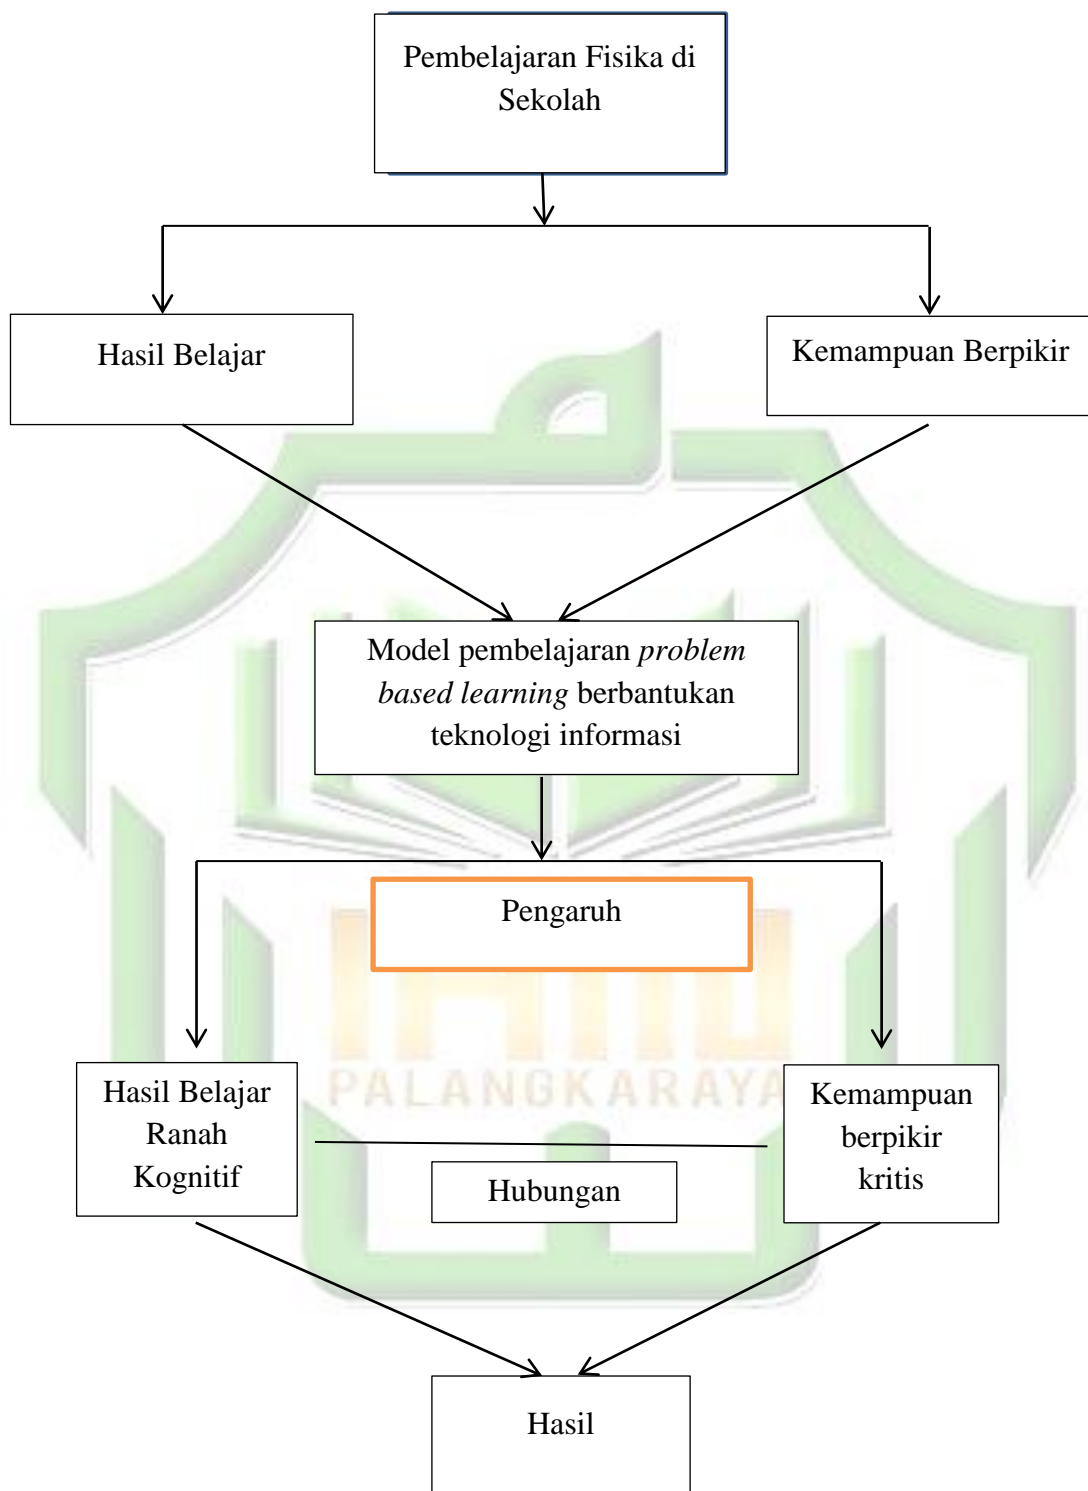 Pembelajaran Fisika di
Sekolah
Hasil Belajar
Kemampuan Berpikir
Model pembelajaran problem
based learning berbantukan
teknologi informasi
Pengaruh
PALANGKARAYA
Hasil Belajar
Ranah
Kognitif
Kemampuan
berpikir
kritis
Hubungan
Hasil